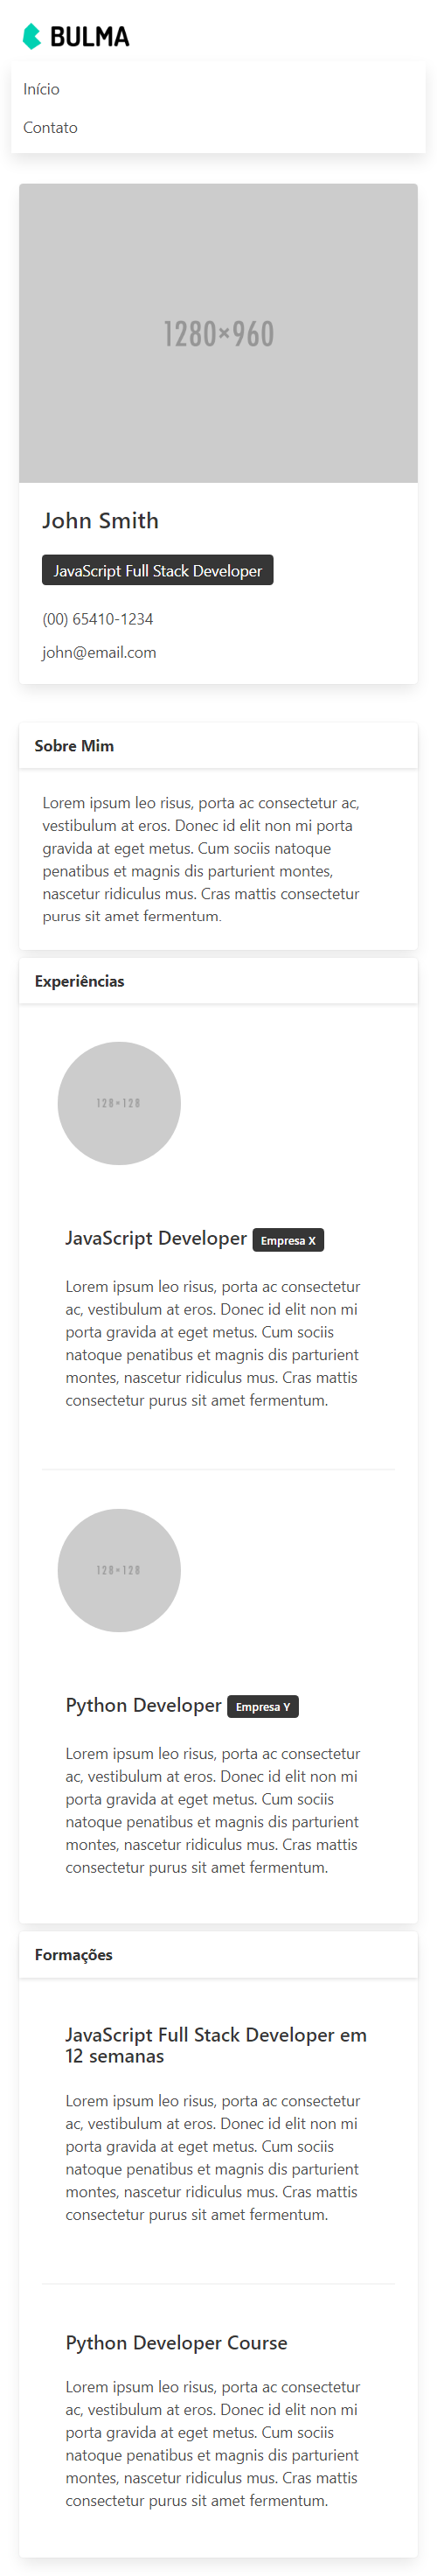 BULMA
Início
Contato
1280×960
John Smith
JavaScript Full Stack Developer
(00) 65410-1234
john@email.com
Sobre Mim
Lorem ipsum leo risus, porta ac consectetur ac,
vestibulum at eros. Donec id elit non mi porta
gravida at eget metus. Cum sociis natoque
penatibus et magnis dis parturient montes,
nascetur ridiculus mus. Cras mattis consectetur
purus sit amet fermentum.
Experiências
128×128
JavaScript Developer Empresa X
Lorem ipsum leo risus, porta ac consectetur
ac, vestibulum at eros. Donec id elit non mi
porta gravida at eget metus. Cum sociis
natoque penatibus et magnis dis parturient
montes, nascetur ridiculus mus. Cras mattis
consectetur purus sit amet fermentum.
128×128
Python Developer Empresa Y
Lorem ipsum leo risus, porta ac consectetur
ac, vestibulum at eros. Donec id elit non mi
porta gravida at eget metus. Cum sociis
natoque penatibus et magnis dis parturient
montes, nascetur ridiculus mus. Cras mattis
consectetur purus sit amet fermentum.
Formações
JavaScript Full Stack Developer em
12 semanas
Lorem ipsum leo risus, porta ac consectetur
ac, vestibulum at eros. Donec id elit non mi
porta gravida at eget metus. Cum sociis
natoque penatibus et magnis dis parturient
montes, nascetur ridiculus mus. Cras mattis
consectetur purus sit amet fermentum.
Python Developer Course
Lorem ipsum leo risus, porta ac consectetur
ac, vestibulum at eros. Donec id elit non mi
porta gravida at eget metus. Cum sociis
natoque penatibus et magnis dis parturient
montes, nascetur ridiculus mus. Cras mattis
consectetur purus sit amet fermentum.